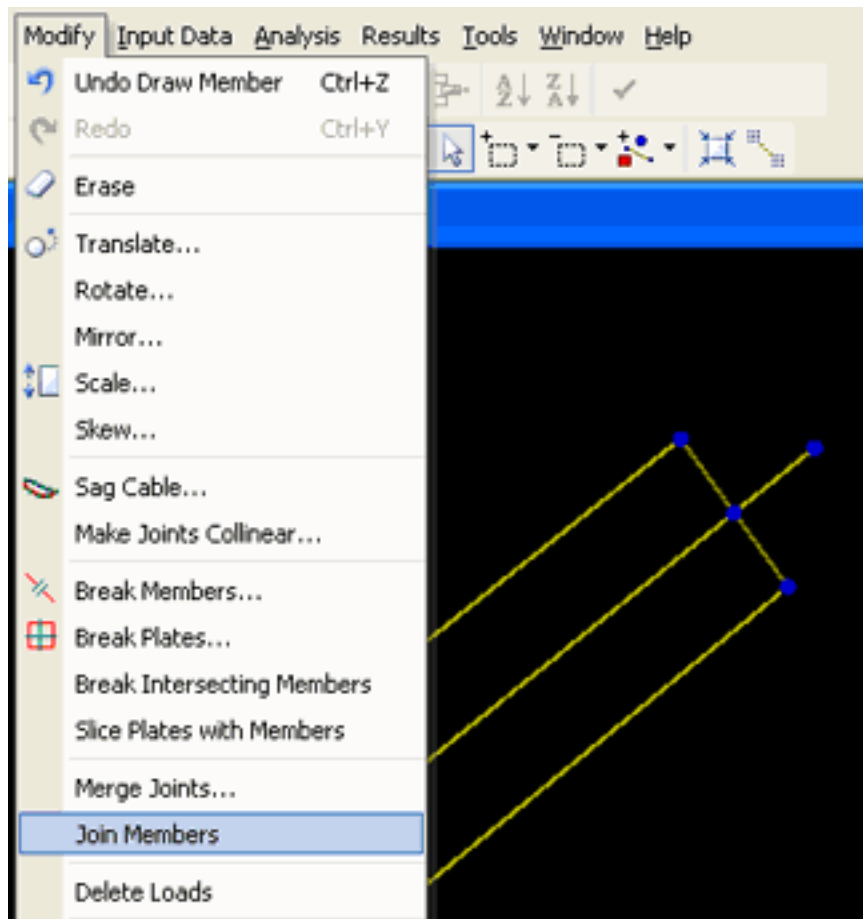 Modify Input Data Analysis Results Tools Window Help
Undo Draw Member Ctrl+Z
Redo Ctrl+Y
Erase
Translate...
Rotate...
Mirror...
Scale...
Skew...
Sag Cable...
Make Joints Collinear...
Break Members...
Break Plates...
Break Intersecting Members
Slice Plates with Members
Merge Joints...
Join Members
Delete Loads